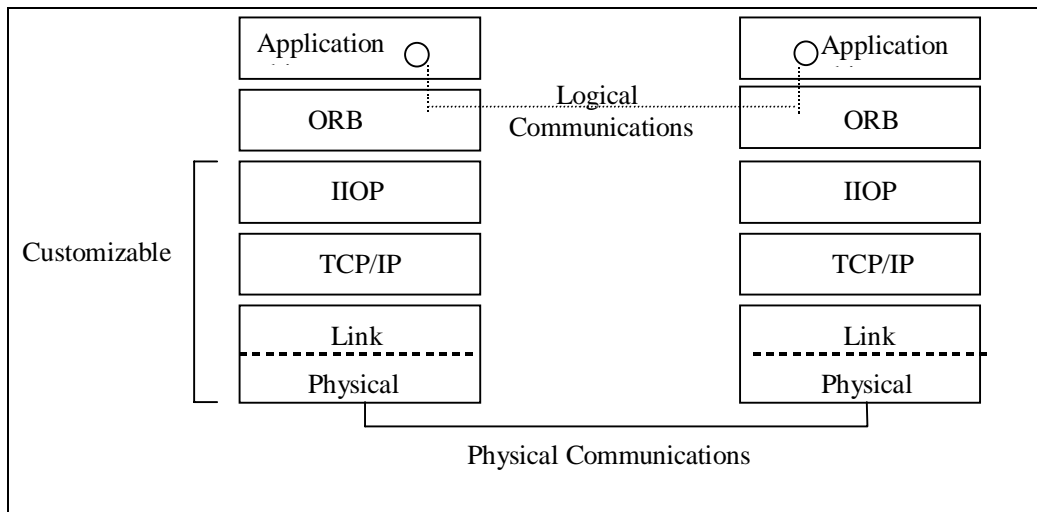 Application
Application
Logical
Communications
ORB
ORB
IIOP
IIOP
Customizable
TCP/IP
TCP/IP
Link
Link
Physical
Physical
Physical Communications